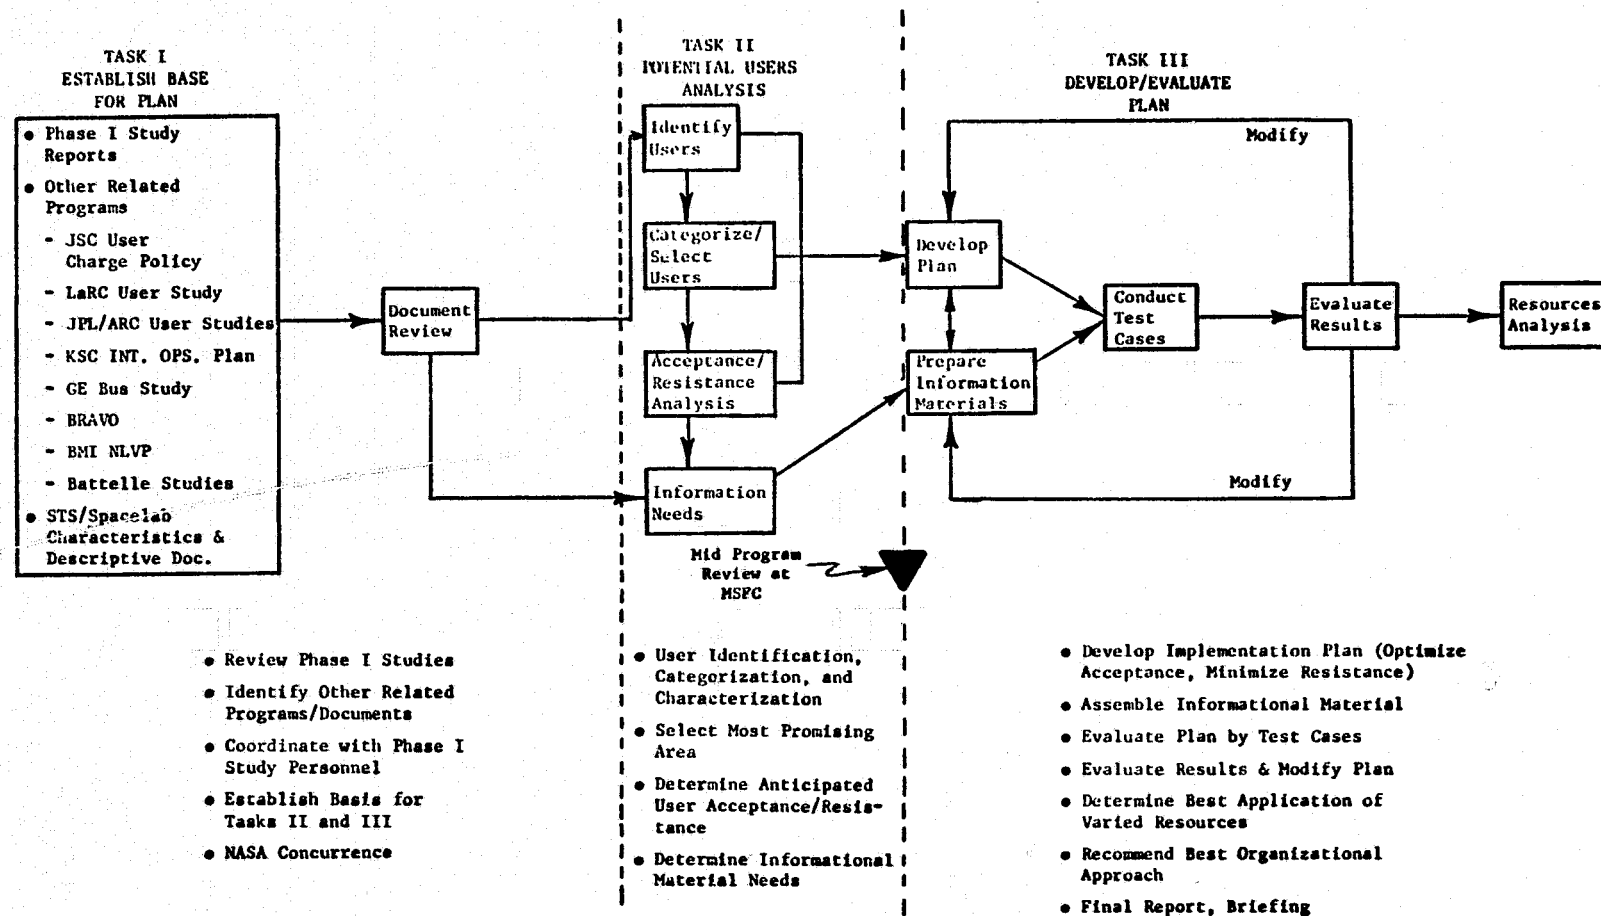 TASK I
ESTABLISH BASE
FOR PLAN
● Phase I Study
Reports
● Other Related
Programs
- JSC User
Charge Policy
- LaRC User Study
- JPL/ARC User Studies
- KSC INT. OPS. Plan
- GE Bus Study
- BRAVO
- BMI NLVP
- Battelle Studies
● STS/Spacelab
Characteristics &
Descriptive Doc.
Document
Review
● Review Phase I Studies
● Identify Other Related
Programs/Documents
● Coordinate with Phase I
Study Personnel
● Establish Basis for
Tasks II and III
● NASA Concurrence
TASK II
POTENTIAL USERS
ANALYSIS
Identify
Users
Categorize/
Select
Users
Acceptance/
Resistance
Analysis
Information
Needs
Mid Program
Review at
MSFC
● User Identification,
Categorization, and
Characterization
● Select Most Promising
Area
● Determine Anticipated
User Acceptance/Resis-
tance
● Determine Informational
Material Needs
TASK III
DEVELOP/EVALUATE
PLAN
Modify
Develop
Plan
Prepare
Information
Materials
Conduct
Test
Cases
Evaluate
Results
Resources
Analysis
Modify
● Develop Implementation Plan (Optimize
Acceptance, Minimize Resistance)
● Assemble Informational Material
● Evaluate Plan by Test Cases
● Evaluate Results & Modify Plan
● Determine Best Application of
Varied Resources
● Recommend Best Organizational
Approach
● Final Report, Briefing